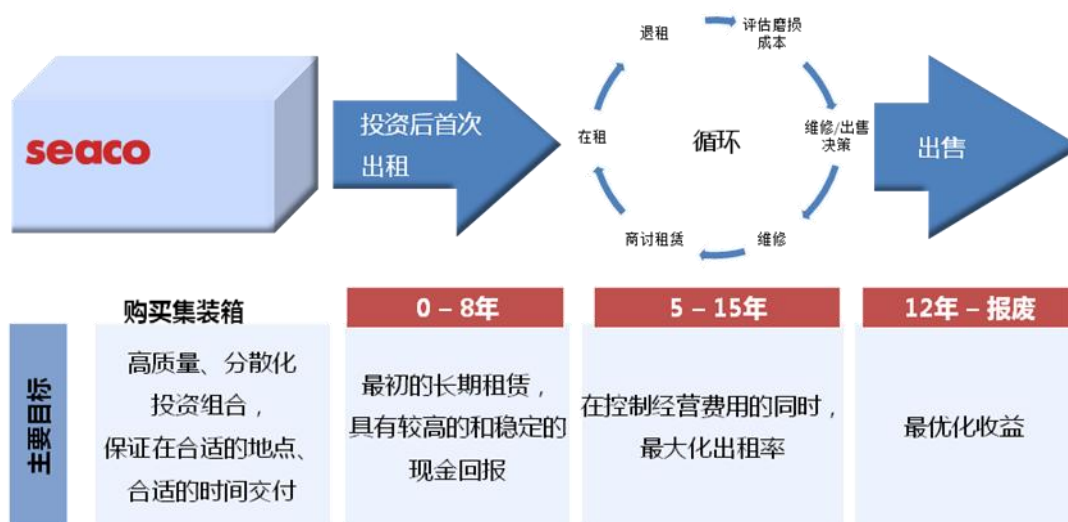 seaco
投资后首次
出租
退租
评估磨损
成本
维修/出售
决策
维修
商讨租赁
在租
循环
出售
购买集装箱
0 – 8年
5 – 15年
12年 – 报废
主要目标
高质量、分散化
投资组合，
保证在合适的地点、
合适的时间交付
最初的长期租赁，
具有较高的和稳定的
现金回报
在控制经营费用的同时，
最大化出租率
最优化收益